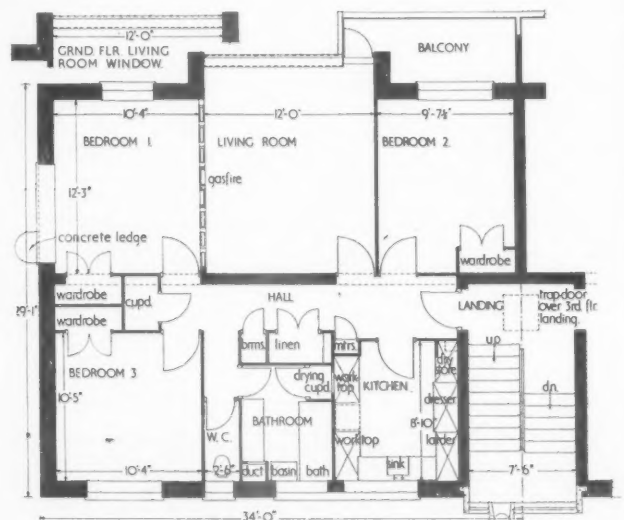 12'-0"
GRND. FLR. LIVING
ROOM WINDOW.
BALCONY
10'-4"
12'-0"
9'-7½"
BEDROOM 1.
LIVING ROOM
BEDROOM 2.
gasfire
12'-3"
concrete ledge
wardrobe
wardrobe
cupd.
HALL
LANDING
trap-door
over 3rd. flr.
landing.
wardrobe
29'-1"
brms.
linen
mtrs.
up
BEDROOM 3
drying
cupd.
work
top
KITCHEN
dry
store
dresser
dn.
10'-5"
W.C.
BATHROOM
8'-10"
worktop
larder
sink
10'-4"
2'-6"
duct
basin
bath
7'-6"
34'-0"